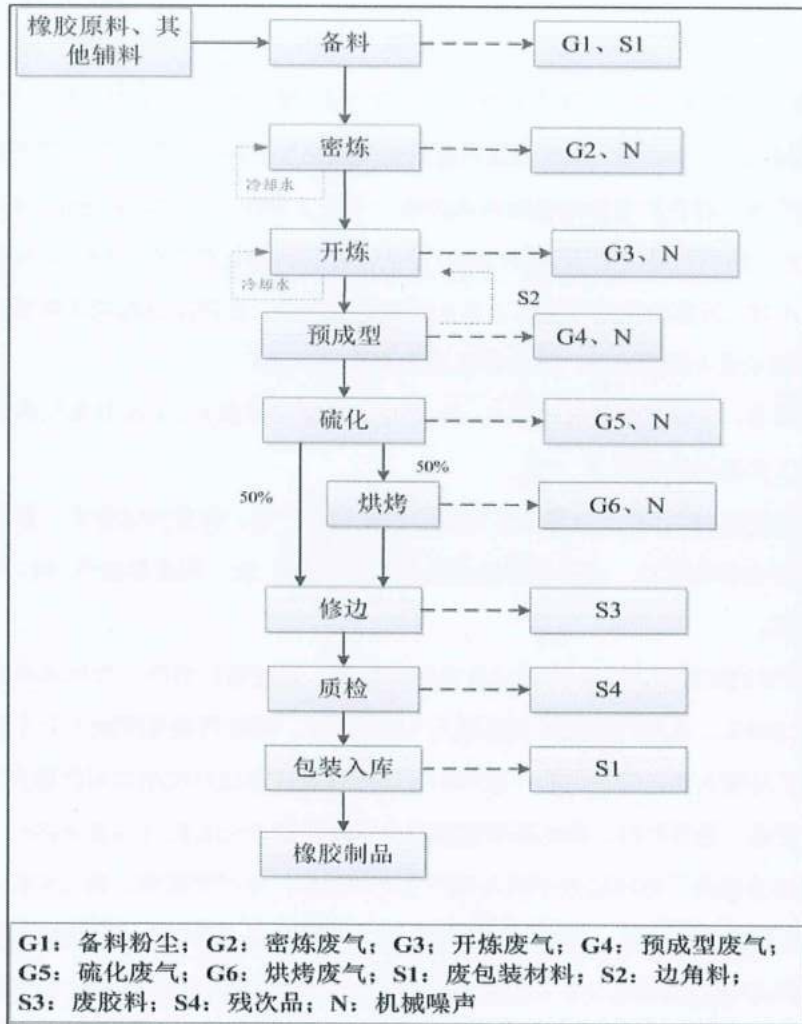 橡胶原料、其
他辅料
备料
G1、S1
密炼
G2、N
冷却水
开炼
G3、N
冷却水
S2
预成型
G4、N
硫化
G5、N
50%
50%
烘烤
G6、N
修边
S3
质检
S4
包装入库
S1
橡胶制品
G1：备料粉尘；G2：密炼废气；G3：开炼废气；G4：预成型废气；
G5：硫化废气；G6：烘烤废气；S1：废包装材料；S2：边角料；
S3：废胶料；S4：残次品；N：机械噪声